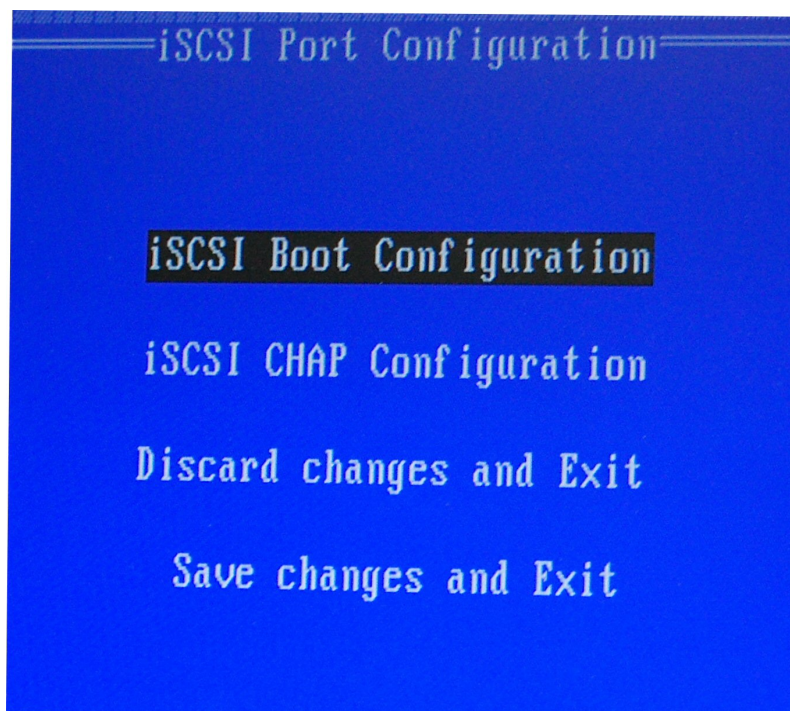 iSCSI Port Configuration
iSCSI Boot Configuration
iSCSI CHAP Configuration
Discard changes and Exit
Save changes and Exit